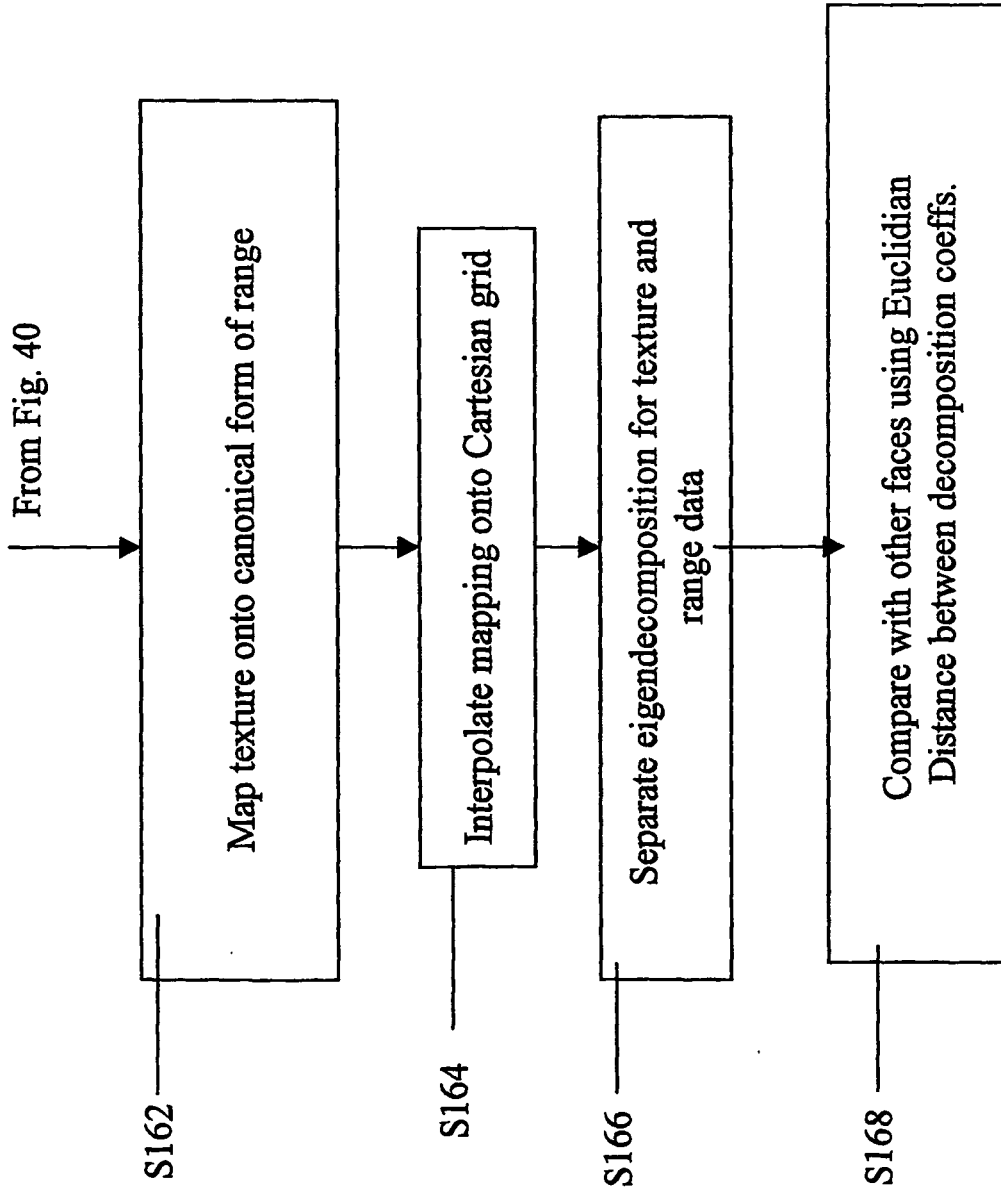 From Fig. 40
S162
Map texture onto canonical form of range
S164
Interpolate mapping onto Cartesian grid
S166
Separate eigendecomposition for texture and
range data
S168
Compare with other faces using Euclidian
Distance between decomposition coeffs.